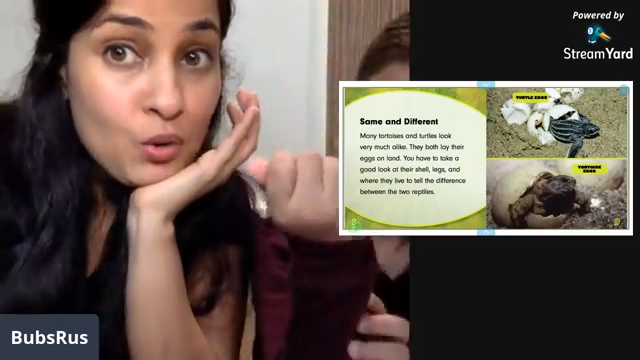 Powered by
StreamYard
TURTLE EGGS
Same and Different
Many tortoises and turtles look
very much alike. They both lay their
eggs on land. You have to take a
good look at their shell, legs, and
where they live to tell the difference
between the two reptiles.
TORTOISE
EGGS
BubsRus